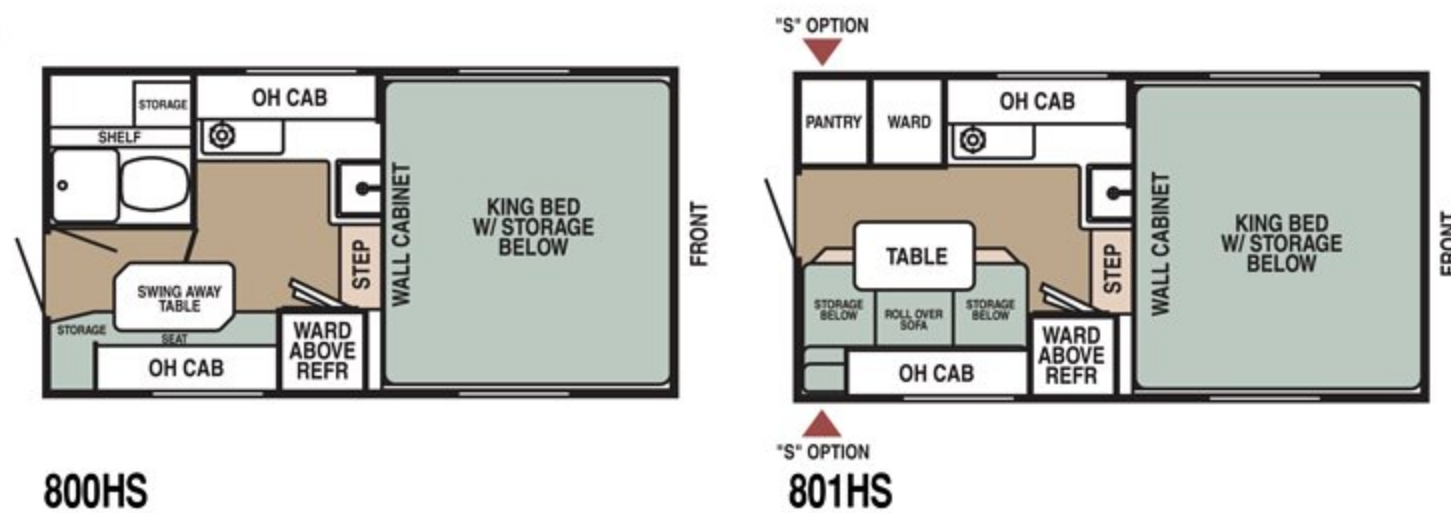 STORAGE
SHELF
OH CAB
SWING AWAY
TABLE
STORAGE
SEAT
OH CAB
WARD
ABOVE
REFR
STEP
WALL CABINET
KING BED
W/ STORAGE
BELOW
FRONT
800HS
"S" OPTION
PANTRY
WARD
OH CAB
TABLE
STORAGE
BELOW
ROLL OVER
SOFA
STORAGE
BELOW
OH CAB
WARD
ABOVE
REFR
STEP
WALL CABINET
KING BED
W/ STORAGE
BELOW
FRONT
"S" OPTION
801HS